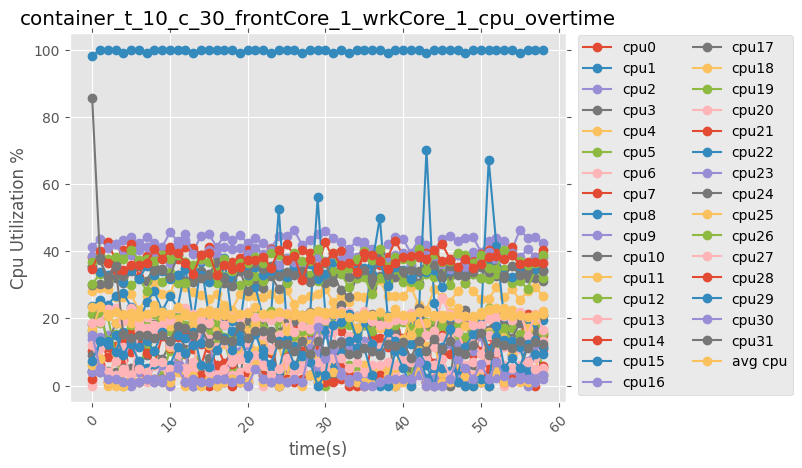 container_t_10_c_30_frontCore_1_wrkCore_1_cpu_overtime
Cpu Utilization %
100
80
60
40
20
0
0
10
20
30
40
50
60
time(s)
cpu0
cpu1
cpu2
cpu3
cpu4
cpu5
cpu6
cpu7
cpu8
cpu9
cpu10
cpu11
cpu12
cpu13
cpu14
cpu15
cpu16
cpu17
cpu18
cpu19
cpu20
cpu21
cpu22
cpu23
cpu24
cpu25
cpu26
cpu27
cpu28
cpu29
cpu30
cpu31
avg cpu